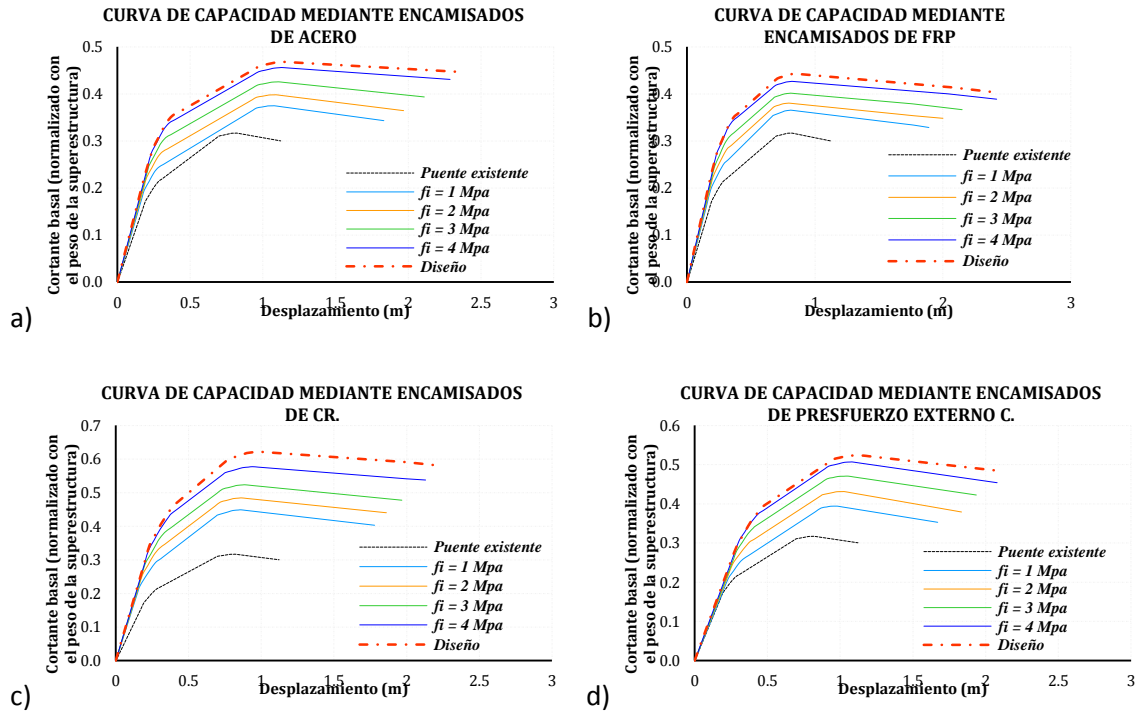 CURVA DE CAPACIDAD MEDIANTE ENCAMISADOS
DE ACERO
Cortante basal (normalizado con
el peso de la superestructura)
0.5
0.4
0.3
0.2
0.1
0.0
Puente existente
fi = 1 Mpa
fi = 2 Mpa
fi = 3 Mpa
fi = 4 Mpa
Diseño
0 0.5 1 1.5 2 2.5 3
Desplazamiento (m)
a)
CURVA DE CAPACIDAD MEDIANTE
ENCAMISADOS DE FRP
Cortante basal (normalizado con
el peso de la superestructura)
0.5
0.4
0.3
0.2
0.1
0.0
Puente existente
fi = 1 Mpa
fi = 2 Mpa
fi = 3 Mpa
fi = 4 Mpa
Diseño
0 1 2 3
Desplazamiento (m)
b)
CURVA DE CAPACIDAD MEDIANTE ENCAMISADOS
DE CR.
Cortante basal (normalizado con
el peso de la superestructura)
0.7
0.6
0.5
0.4
0.3
0.2
0.1
0.0
Puente existente
fi = 1 Mpa
fi = 2 Mpa
fi = 3 Mpa
fi = 4 Mpa
Diseño
0 0.5 1 1.5 2 2.5 3
Desplazamiento (m)
c)
CURVA DE CAPACIDAD MEDIANTE ENCAMISADOS
DE PRESFUERZO EXTERNO C.
Cortante basal (normalizado con
el peso de la superestructura)
0.6
0.5
0.4
0.3
0.2
0.1
0.0
Puente existente
fi = 1 Mpa
fi = 2 Mpa
fi = 3 Mpa
fi = 4 Mpa
Diseño
0 0.5 1 1.5 2 2.5 3
Desplazamiento (m)
d)